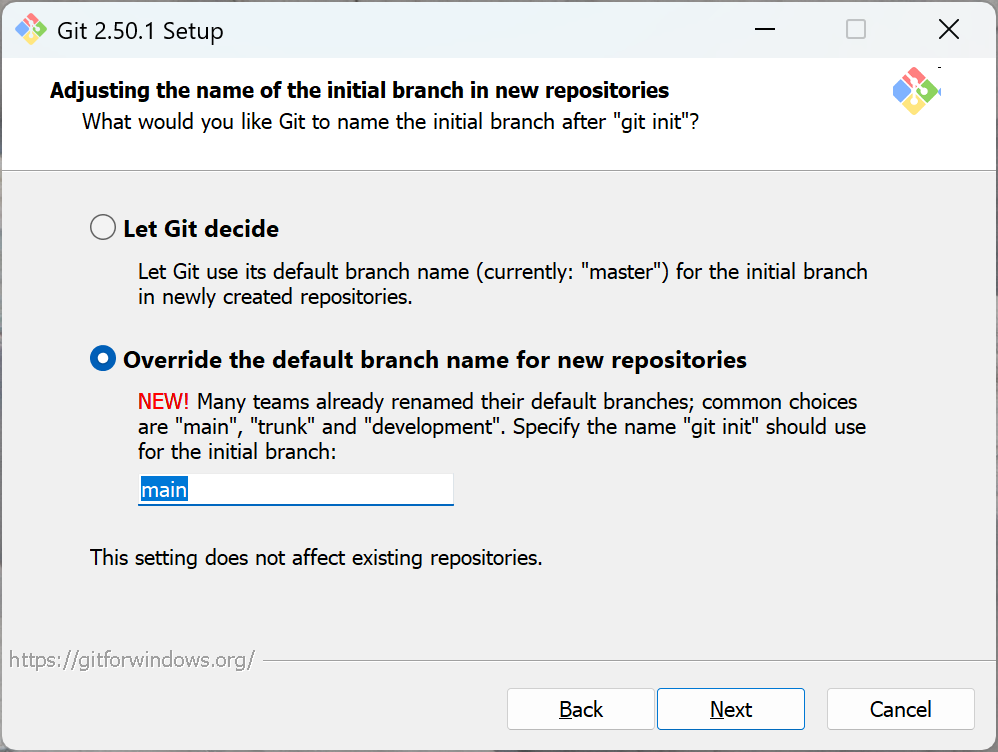 Git 2.50.1 Setup
Adjusting the name of the initial branch in new repositories
What would you like Git to name the initial branch after "git init"?
Let Git decide
Let Git use its default branch name (currently: "master") for the initial branch
in newly created repositories.
Override the default branch name for new repositories
NEW! Many teams already renamed their default branches; common choices
are "main", "trunk" and "development". Specify the name "git init" should use
for the initial branch:
main
This setting does not affect existing repositories.
https://gitforwindows.org/
Back Next Cancel